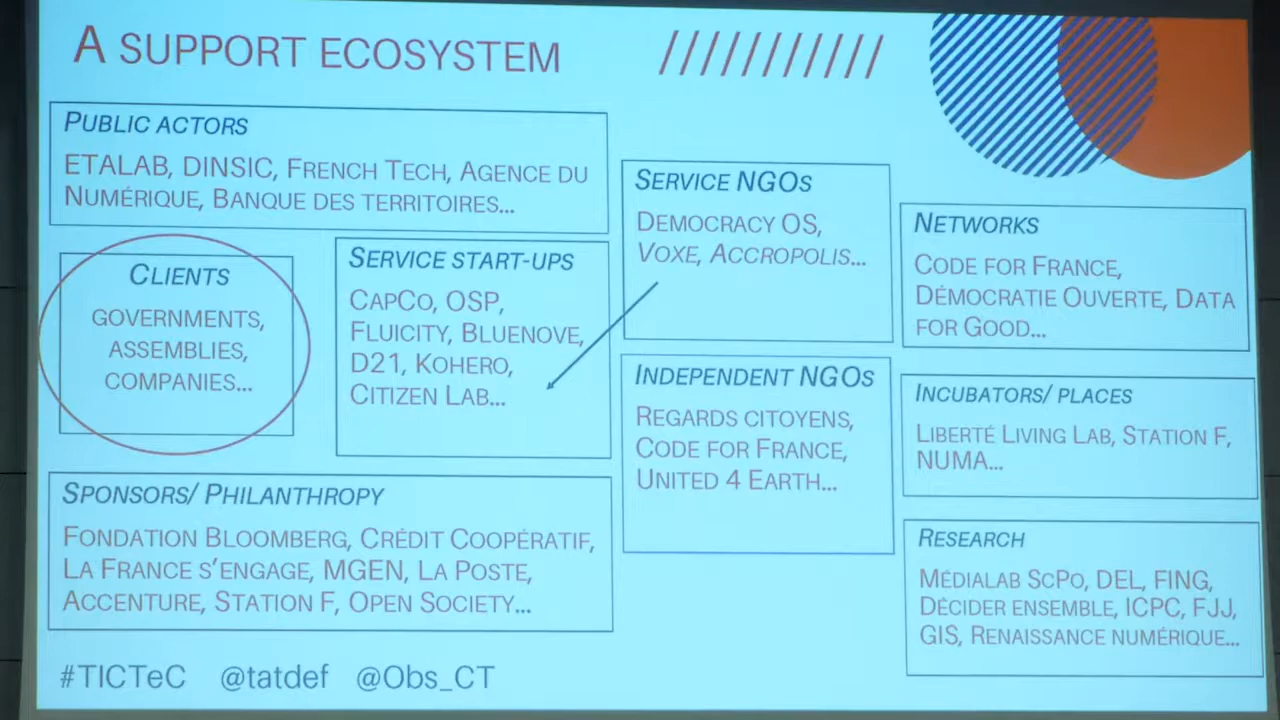 A SUPPORT ECOSYSTEM
PUBLIC ACTORS
ETALAB, DINSIC, FRENCH TECH, AGENCE DU
NUMÉRIQUE, BANQUE DES TERRITOIRES...
CLIENTS
GOVERNMENTS,
ASSEMBLIES,
COMPANIES...
SERVICE START-UPS
CAPCO, OSP,
FLUICITY, BLUENOVE,
D21, KOHERO,
CITIZEN LAB...
SPONSORS/ PHILANTHROPY
FONDATION BLOOMBERG, CRÉDIT COOPÉRATIF,
LA FRANCE S'ENGAGE, MGEN, LA POSTE,
ACCENTURE, STATION F, OPEN SOCIETY...
SERVICE NGOS
DEMOCRACY OS,
VOXE, ACCROPOLIS...
INDEPENDENT NGOS
REGARDS CITOYENS,
CODE FOR FRANCE,
UNITED 4 EARTH...
NETWORKS
CODE FOR FRANCE,
DÉMOCRATIE OUVERTE, DATA
FOR GOOD...
INCUBATORS/ PLACES
LIBERTÉ LIVING LAB, STATION F,
NUMA...
RESEARCH
MÉDIALAB SCPO, DEL, FING,
DÉCIDER ENSEMBLE, ICPC, FJJ,
GIS, RENAISSANCE NUMÉRIQUE...
#TICTeC @tatdef @Obs_CT